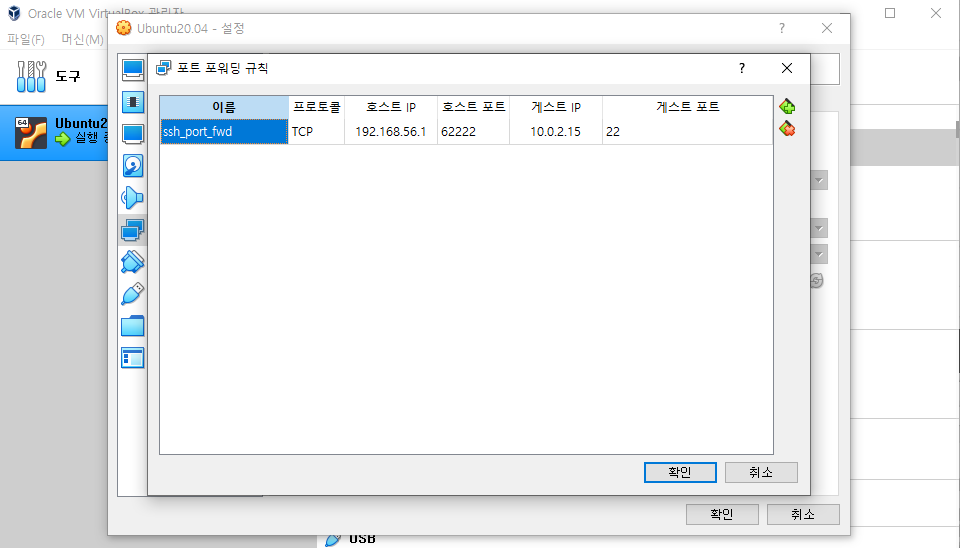 Oracle VM VirtualBox 관리자
Ubuntu20.04 - 설정
?
파일(F) 머신(M)
도구
포트 포워딩 규칙
?
64
Ubuntu2
실행
이름 프로토콜 호스트 IP 호스트 포트 게스트 IP 게스트 포트
ssh_port_fwd TCP 192.168.56.1 62222 10.0.2.15 22
확인 취소
확인 취소
USB